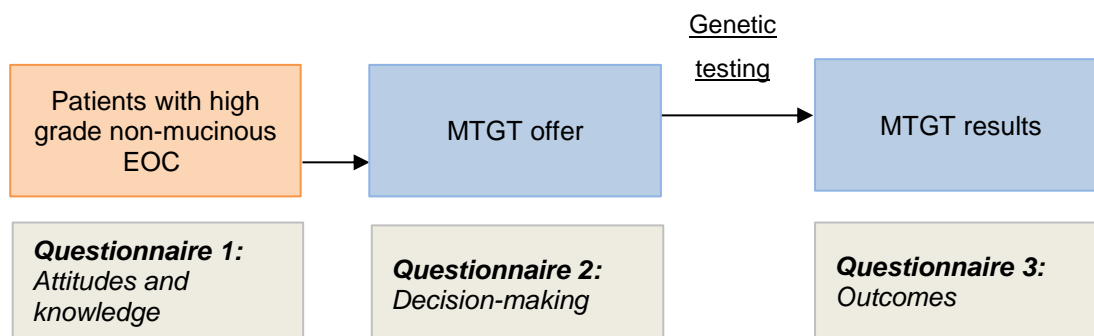 Genetic
testing
Patients with high
grade non-mucinous
EOC
MTGT offer
MTGT results
Questionnaire 1:
Attitudes and
knowledge
Questionnaire 2:
Decision-making
Questionnaire 3:
Outcomes